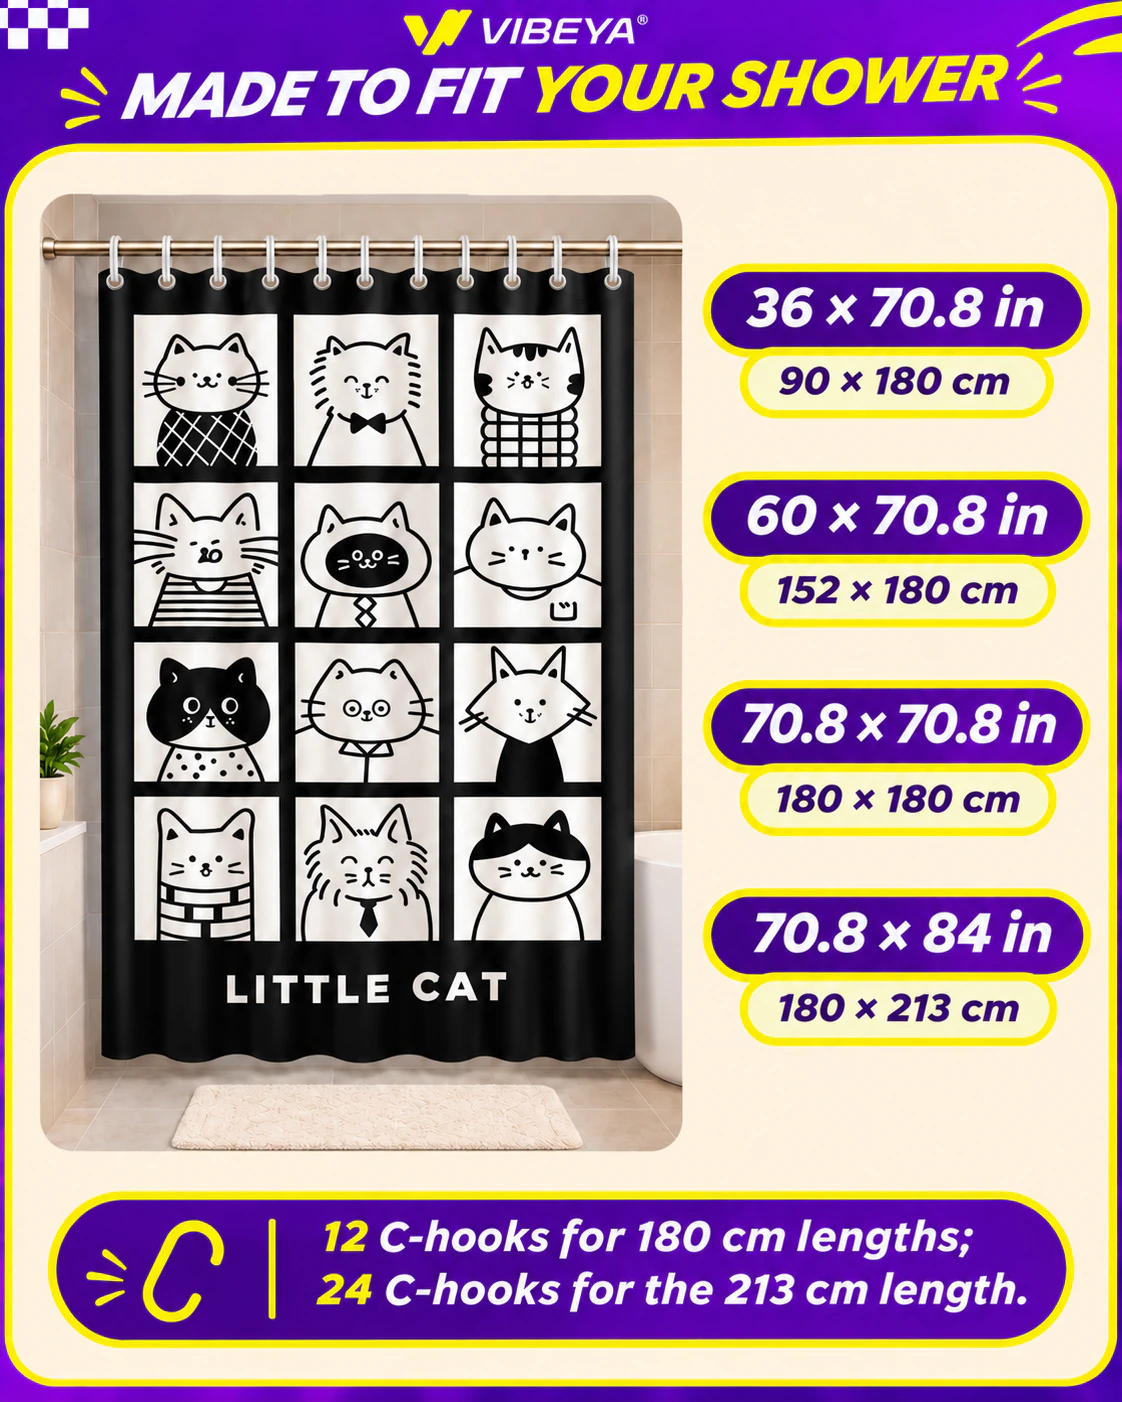 VIBEYA®
MADE TO FIT YOUR SHOWER
36 × 70.8 in
90 × 180 cm
60 × 70.8 in
152 × 180 cm
70.8 × 70.8 in
180 × 180 cm
70.8 × 84 in
180 × 213 cm
LITTLE CAT
12 C-hooks for 180 cm lengths;
24 C-hooks for the 213 cm length.